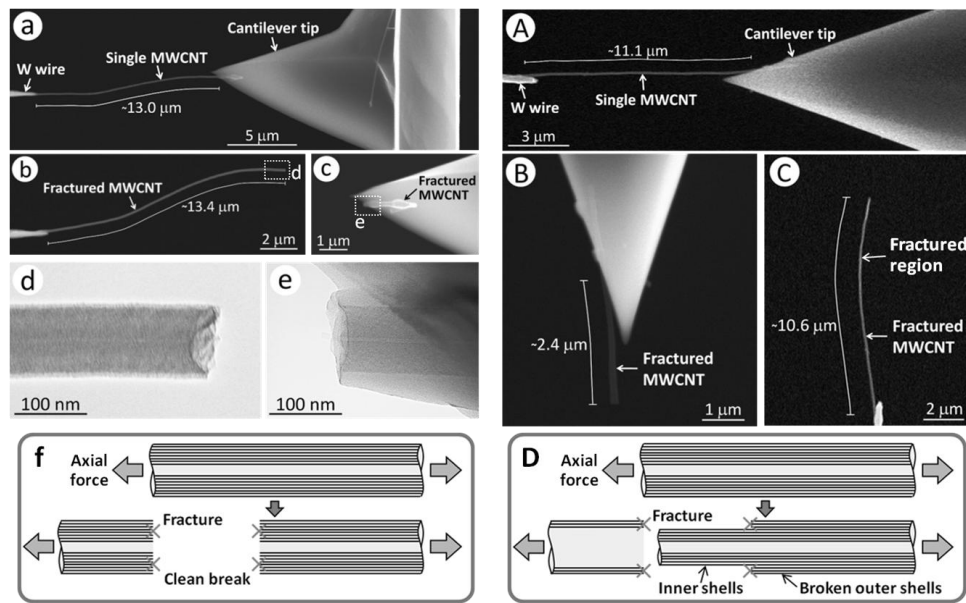 a
Cantilever tip
Single MWCNT
W wire
~13.0 μm
5 μm
b
Fractured MWCNT
d
~13.4 μm
2 μm
c
Fractured
MWCNT
e
1 μm
d
100 nm
e
100 nm
f
Axial
force
Fracture
Clean break
A
~11.1 μm
Cantilever tip
W wire
Single MWCNT
3 μm
B
~2.4 μm
Fractured
MWCNT
1 μm
C
Fractured
region
~10.6 μm
Fractured
MWCNT
2 μm
D
Axial
force
Fracture
Inner shells
Broken outer shells